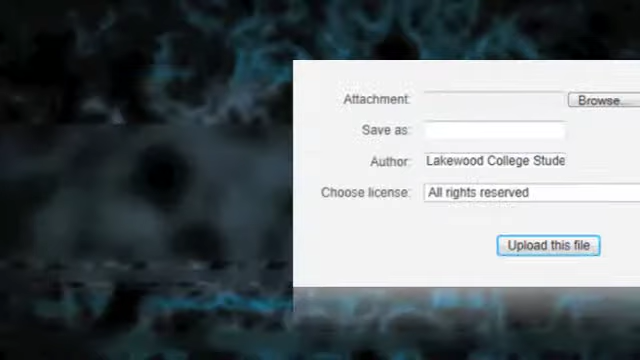 Attachment: Browse...
Save as:
Author: Lakewood College Stude
Choose license: All rights reserved
Upload this file